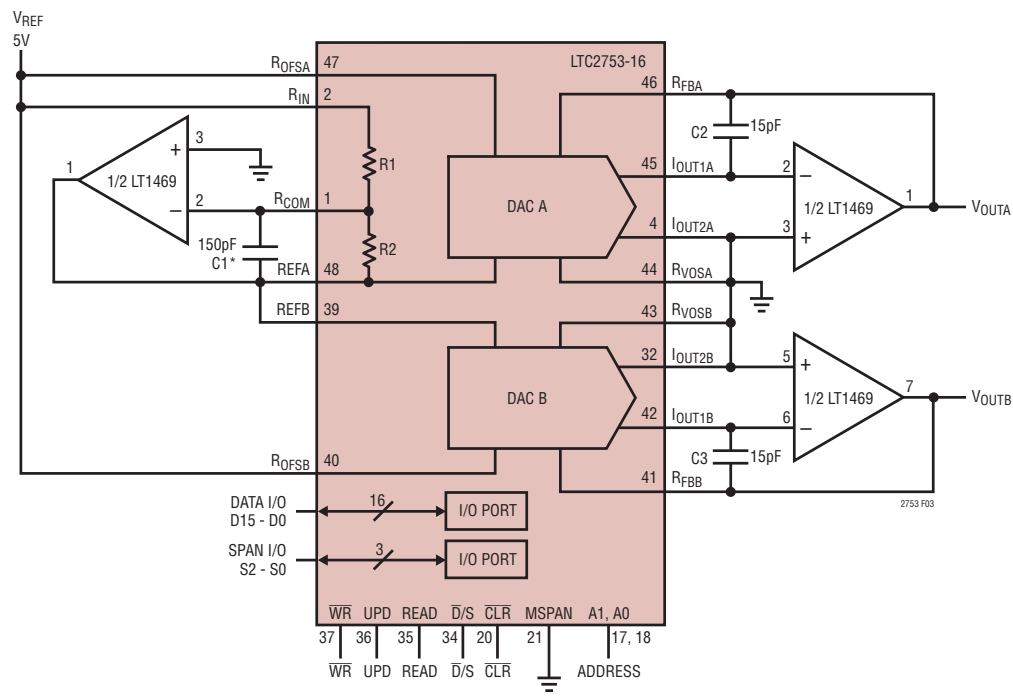 VREF
5V
LTC2753-16
ROFSA 47
RIN 2
46 RFBA
C2 15pF
R1
3
+
1
1/2 LT1469
2
–
RCOM 1
150pF
C1*
R2
REFA 48
REFB 39
DAC A
45 IOUT1A
4 IOUT2A
44 RVOSA
43 RVOSB
2
–
1/2 LT1469
3
+
1
VOUTA
DAC B
32 IOUT2B
42 IOUT1B
C3 15pF
41 RFBB
5
+
1/2 LT1469
6
–
7
VOUTB
ROFSB 40
2753 F03
DATA I/O
D15 - D0
16
I/O PORT
SPAN I/O
S2 - S0
3
I/O PORT
W̅R̅ UPD READ D̅/S C̅L̅R̅ MSPAN A1, A0
37 36 35 34 20 21 17, 18
W̅R̅ UPD READ D̅/S C̅L̅R̅ ADDRESS